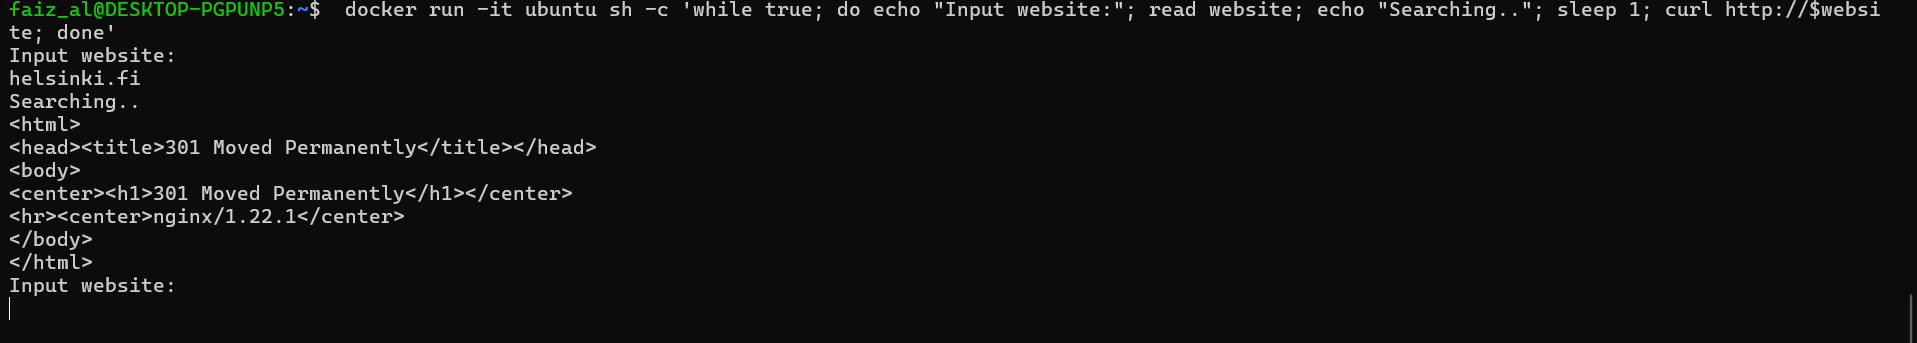 faiz_al@DESKTOP-PGPUNP5:~$  docker run -it ubuntu sh -c 'while true; do echo "Input website:"; read website; echo "Searching.."; sleep 1; curl http://$websi
te; done'
Input website:
helsinki.fi
Searching..
<html>
<head><title>301 Moved Permanently</title></head>
<body>
<center><h1>301 Moved Permanently</h1></center>
<hr><center>nginx/1.22.1</center>
</body>
</html>
Input website: